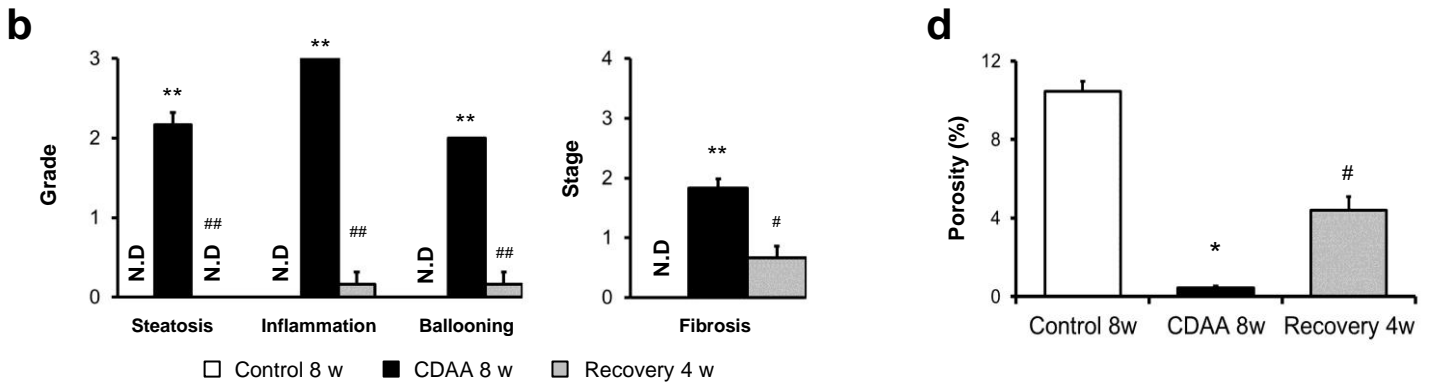 b
Grade
3
2
1
0
**
N.D
##
N.D
**
N.D
##
**
N.D
##
Steatosis Inflammation Ballooning
Stage
4
3
2
1
0
**
N.D
#
Fibrosis
Control 8 w CDAA 8 w Recovery 4 w
d
Porosity (%)
12
8
4
0
*
#
Control 8w CDAA 8w Recovery 4w